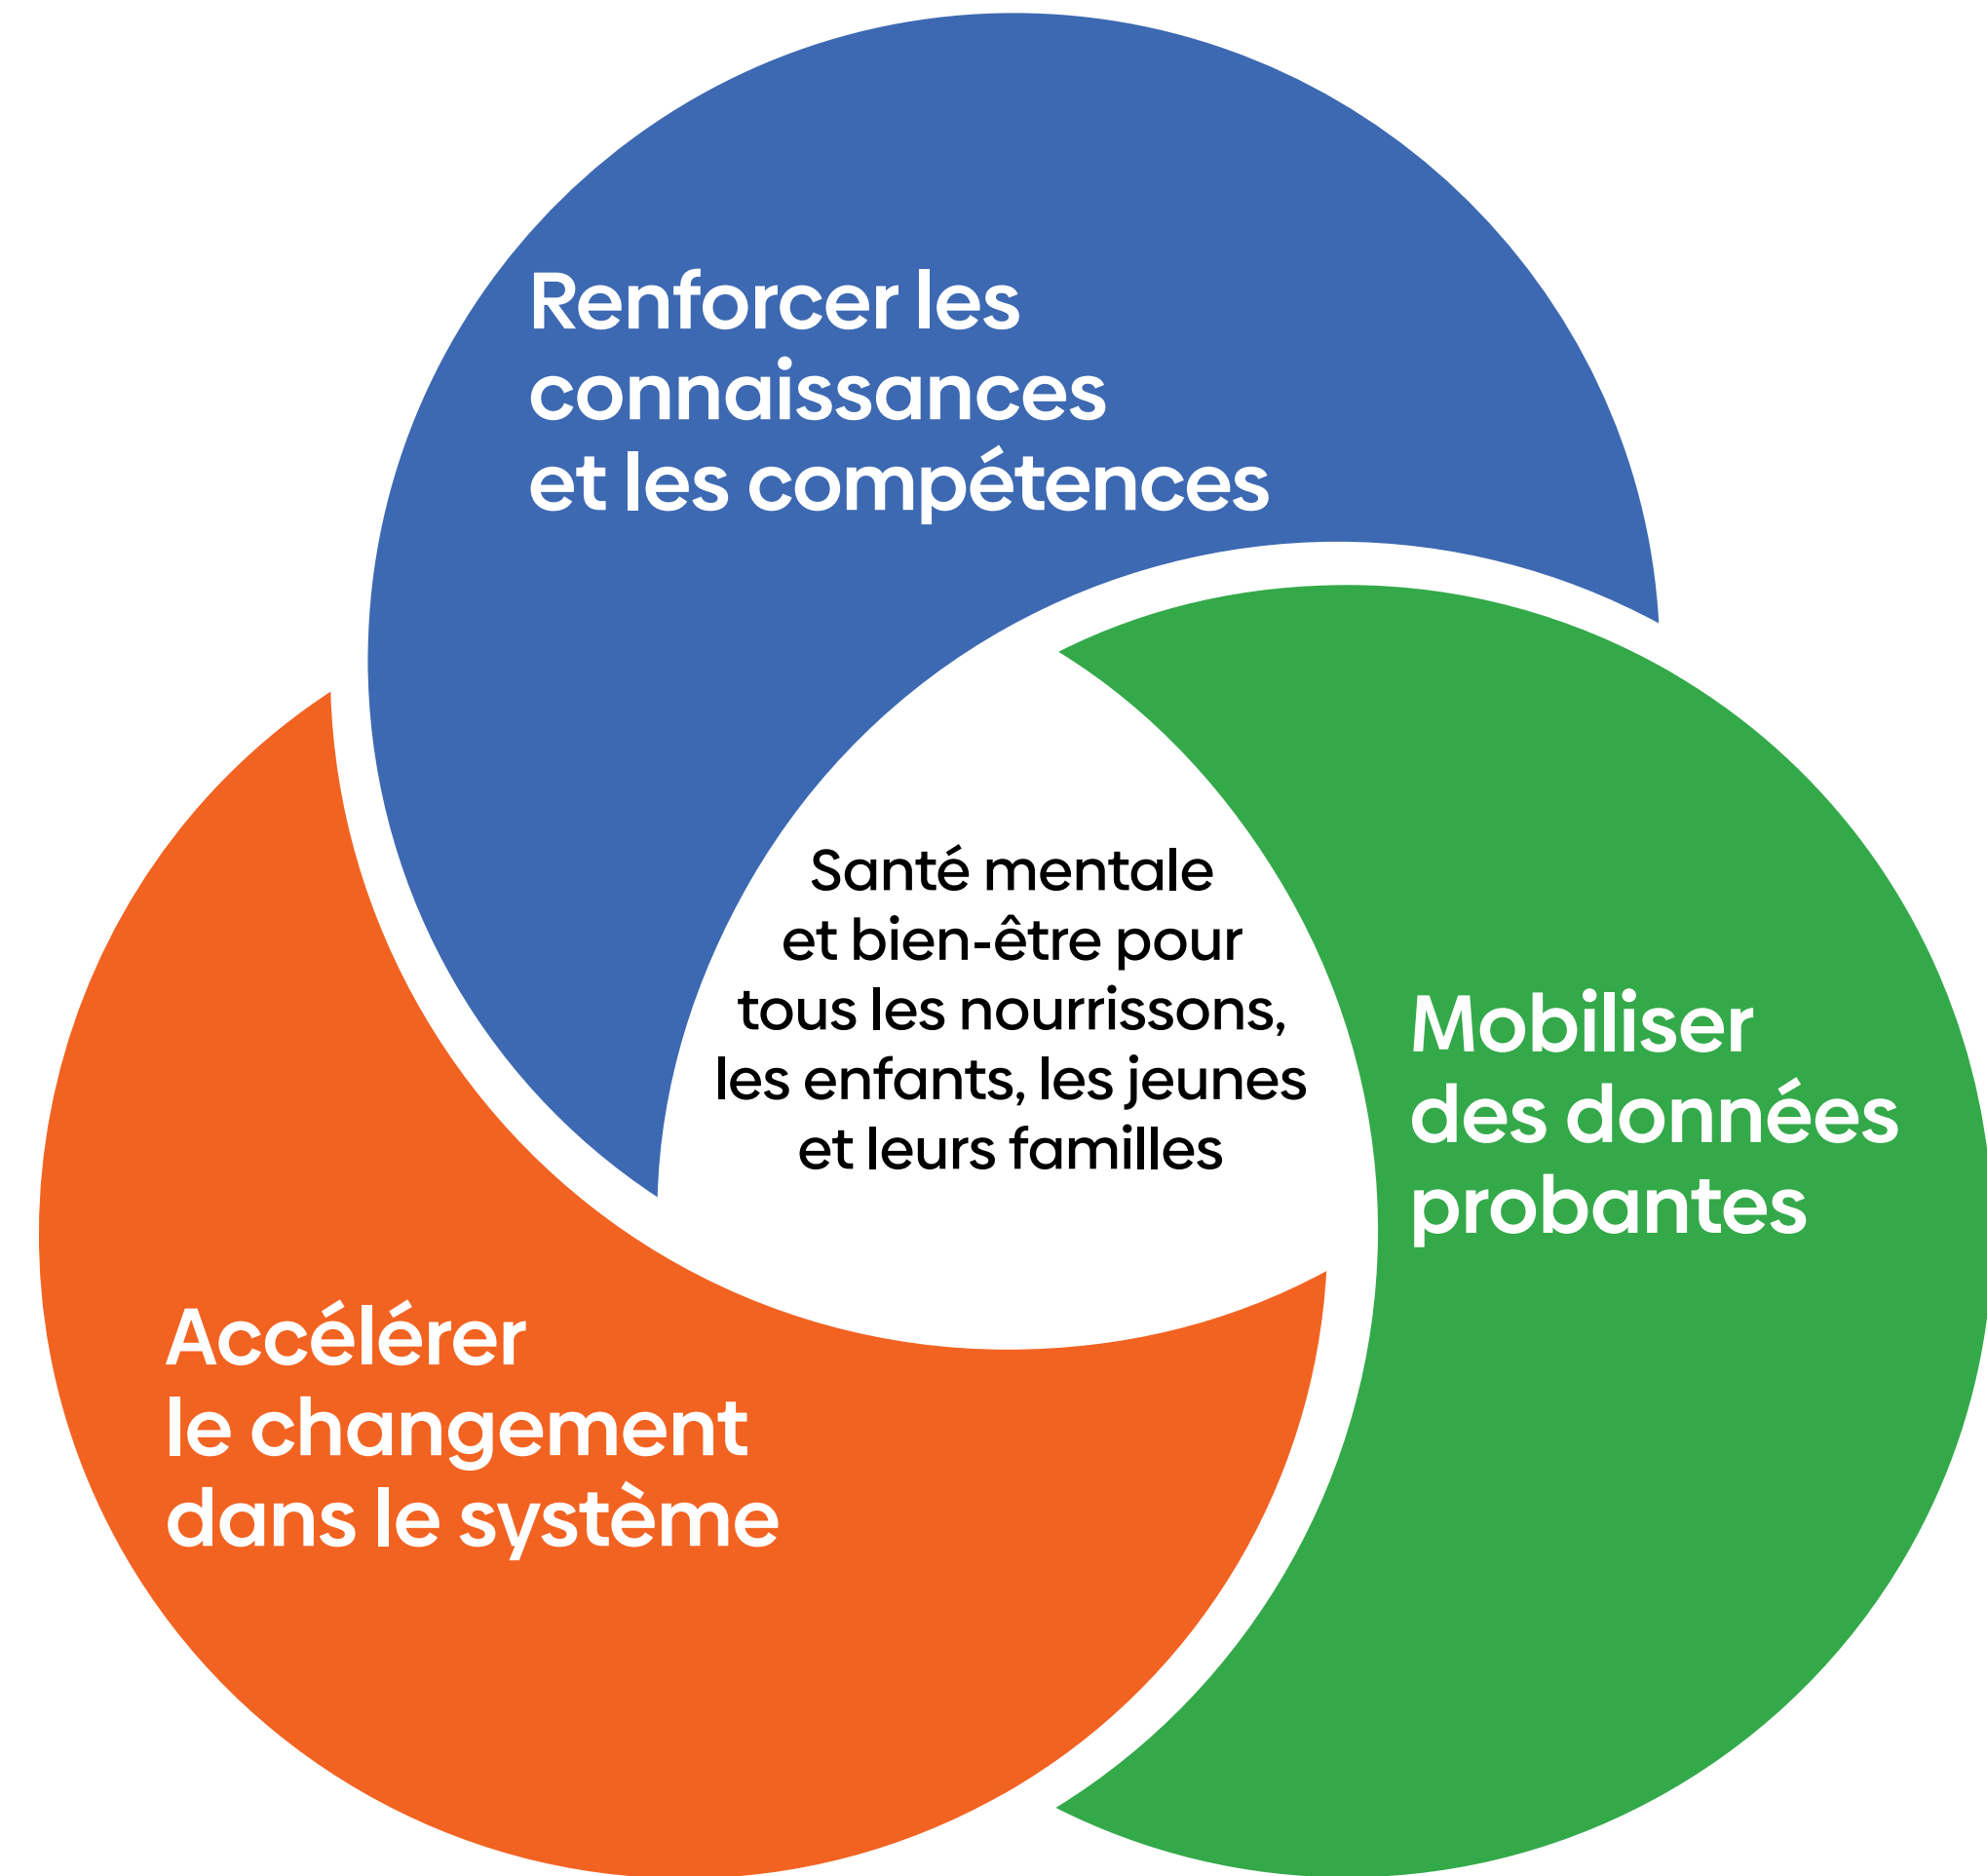 Renforcer les
connaissances
et les compétences
Santé mentale
et bien-être pour
tous les nourrissons,
les enfants, les jeunes
et leurs familles
Mobiliser
des données
probantes
Accélérer
le changement
dans le système